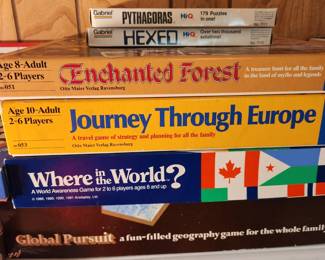 Gabriel
PYTHAGORAS HiQ 179 Puzzles
in one!
Gabriel
HEXED HiQ Over two thousand
solutions!
Age 8-Adult
2-6 Players
No 051
Enchanted Forest
Otto Maier Verlag Ravensburg
A treasure hunt for all the family
in the land of myths and legends
Age 10-Adult
2-6 Players
No 053
Journey Through Europe
A travel game of strategy and planning for all the family
Otto Maier Verlag Ravensburg
Where in the World?
A World Awareness Game for 2 to 6 players ages 8 and up
Global Pursuit a fun-filled geography game for the whole family